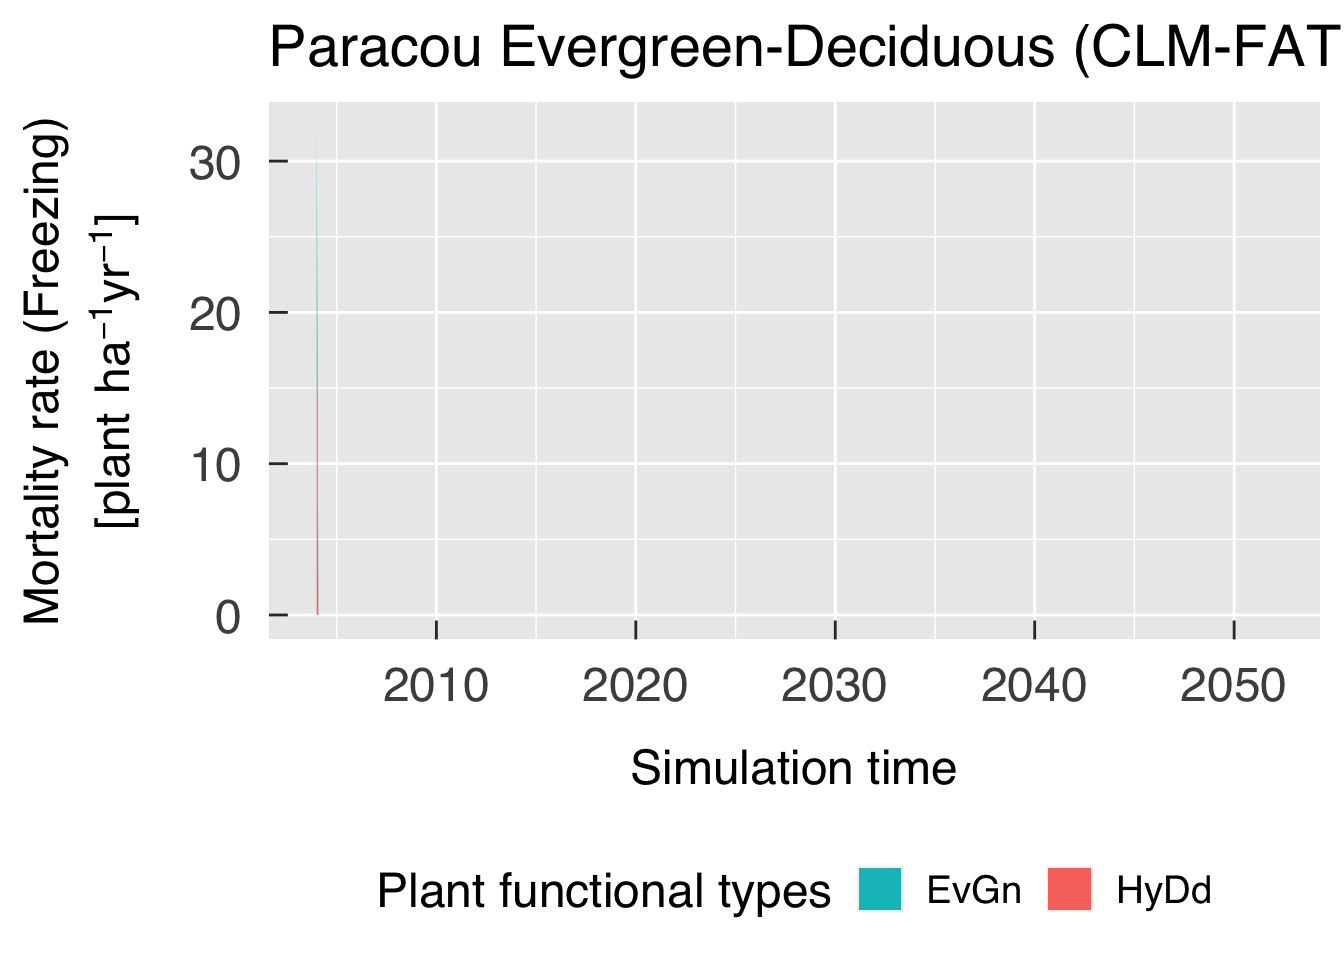 Paracou Evergreen-Deciduous (CLM-FAT
Mortality rate (Freezing)
[plant ha⁻¹yr⁻¹]
30
20
10
0
2010 2020 2030 2040 2050
Simulation time
Plant functional types EvGn HyDd